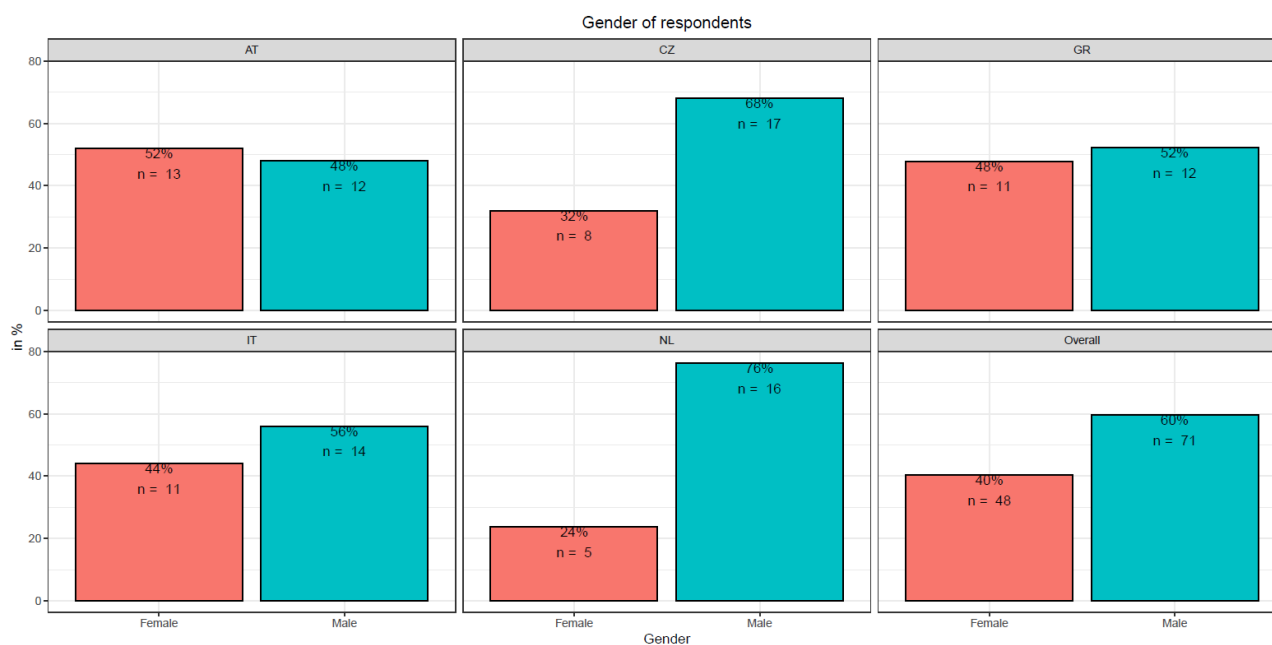 Gender of respondents
AT
CZ
GR
80
60
40
20
0
52%
n = 13
48%
n = 12
32%
n = 8
68%
n = 17
48%
n = 11
52%
n = 12
in %
IT
NL
Overall
80
60
40
20
0
44%
n = 11
56%
n = 14
24%
n = 5
76%
n = 16
40%
n = 48
60%
n = 71
Female
Male
Female
Male
Female
Male
Gender